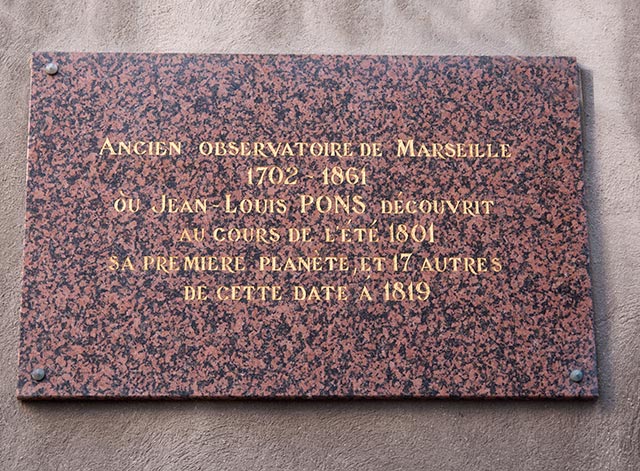 ANCIEN OBSERVATOIRE DE MARSEILLE
1702-1861
OÙ JEAN-LOUIS PONS DÉCOUVRIT
AU COURS DE L'ÉTÉ 1801
SA PREMIERE PLANÈTE, ET 17 AUTRES
DE CETTE DATE A 1819